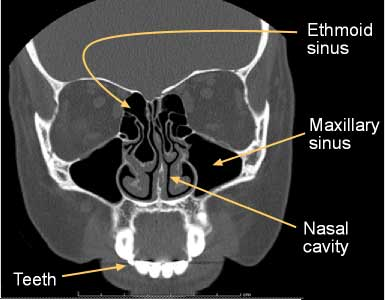 Ethmoid
sinus
Maxillary
sinus
Nasal
cavity
Teeth